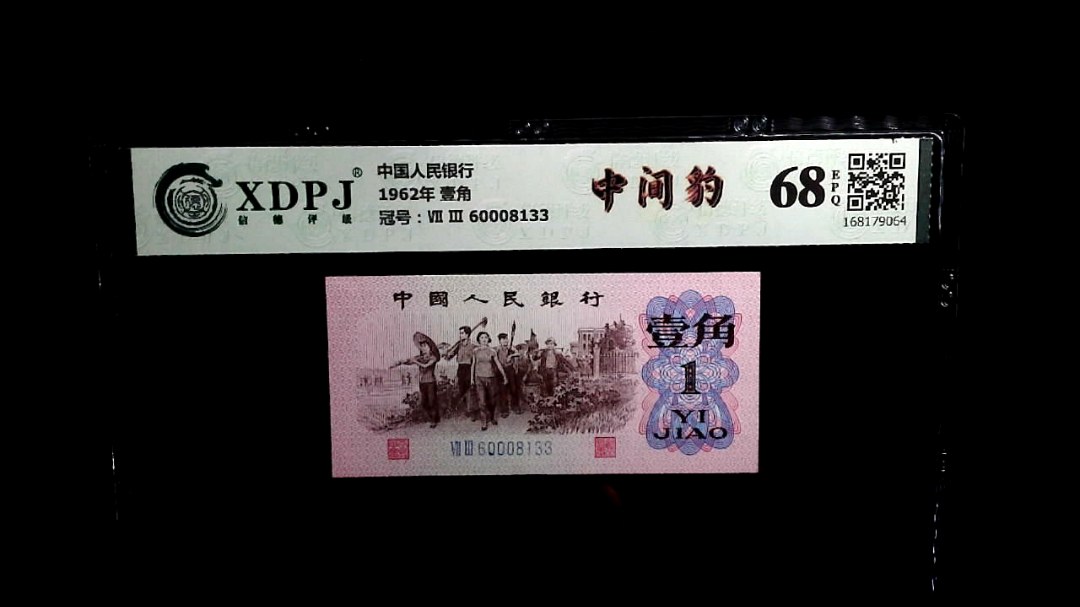 XDPJ®
信德评级
中国人民银行
1962年 壹角
冠号：Ⅶ Ⅲ 60008133
中间豹
68
EPQ
168179064
中國人民銀行
壹角
1
YI
JIAO
Ⅶ Ⅲ 60008133